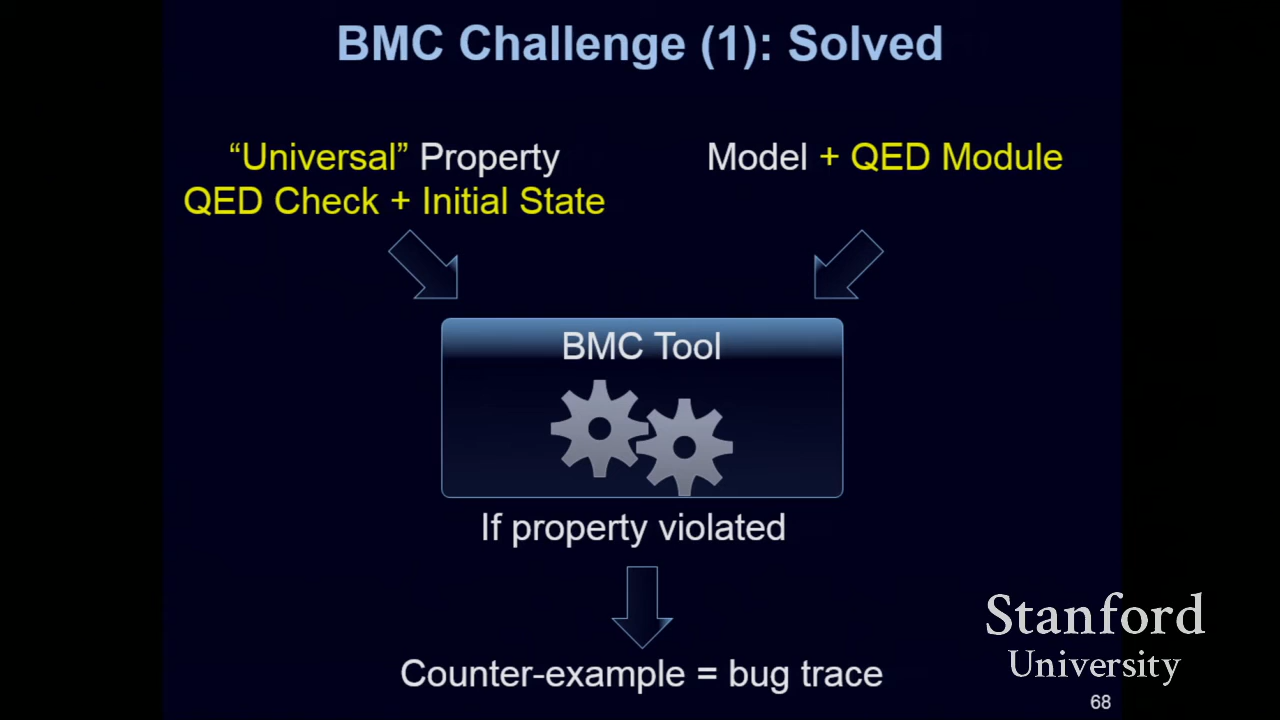 BMC Challenge (1): Solved
“Universal” Property
QED Check + Initial State
Model + QED Module
BMC Tool
If property violated
Counter-example = bug trace
Stanford
University
68